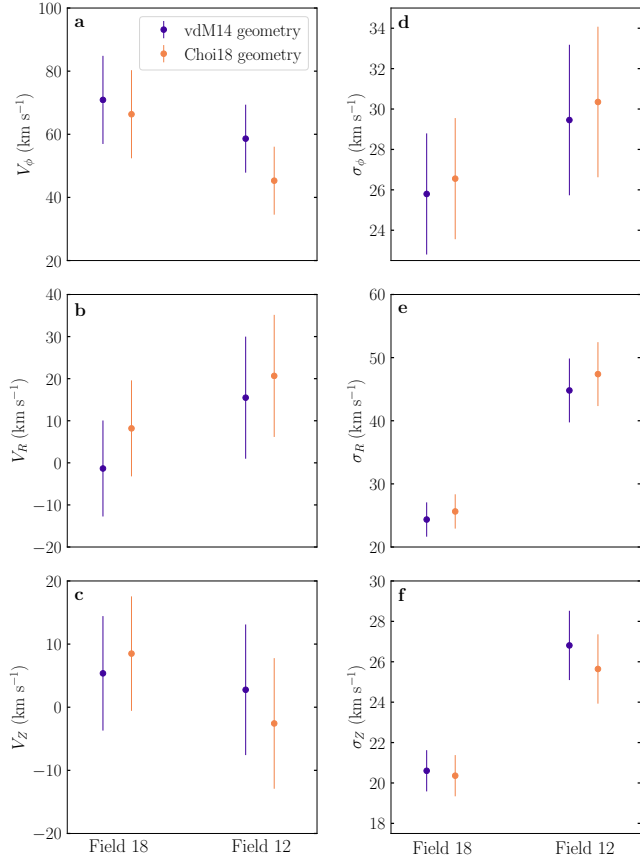 a
vdM14 geometry
Choi18 geometry
100
80
60
40
20
V_ϕ (km s⁻¹)
d
34
32
30
28
26
24
σ_ϕ (km s⁻¹)
b
40
30
20
10
0
−10
−20
V_R (km s⁻¹)
e
60
50
40
30
20
σ_R (km s⁻¹)
c
20
10
0
−10
−20
V_Z (km s⁻¹)
Field 18 Field 12
f
30
28
26
24
22
20
18
σ_Z (km s⁻¹)
Field 18 Field 12